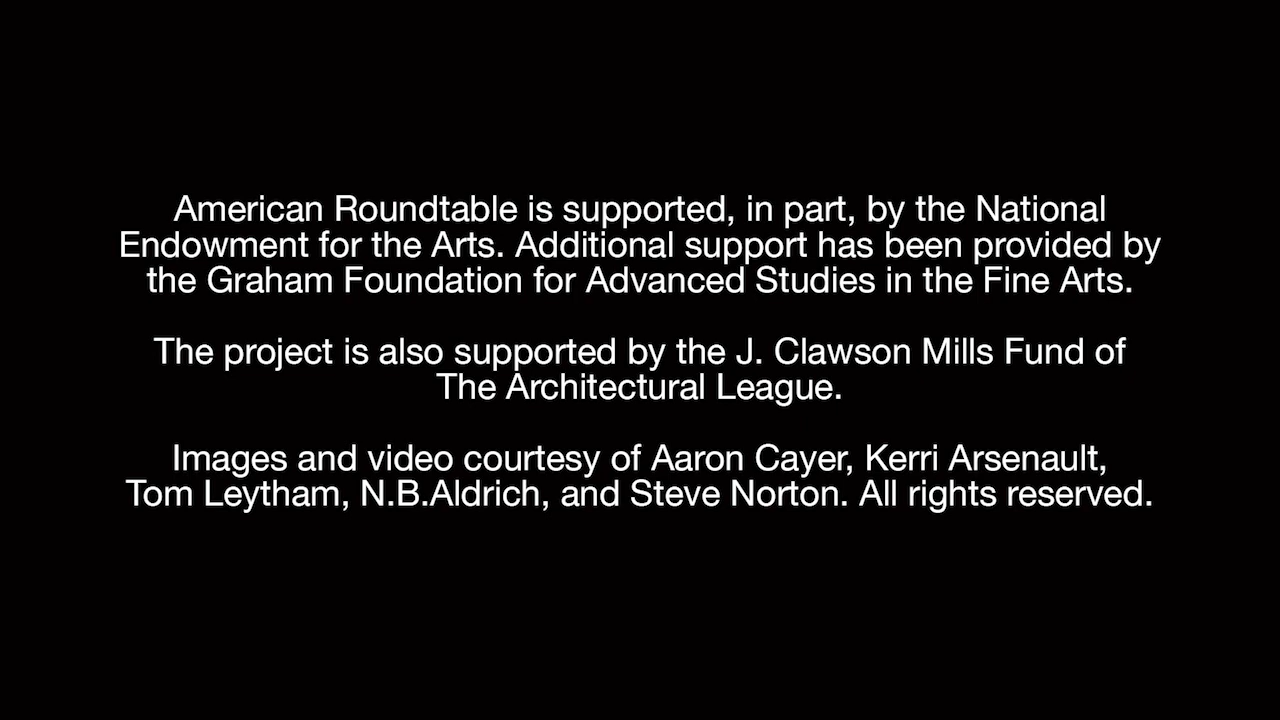 American Roundtable is supported, in part, by the National
Endowment for the Arts. Additional support has been provided by
the Graham Foundation for Advanced Studies in the Fine Arts.
The project is also supported by the J. Clawson Mills Fund of
The Architectural League.
Images and video courtesy of Aaron Cayer, Kerri Arsenault,
Tom Leytham, N.B.Aldrich, and Steve Norton. All rights reserved.